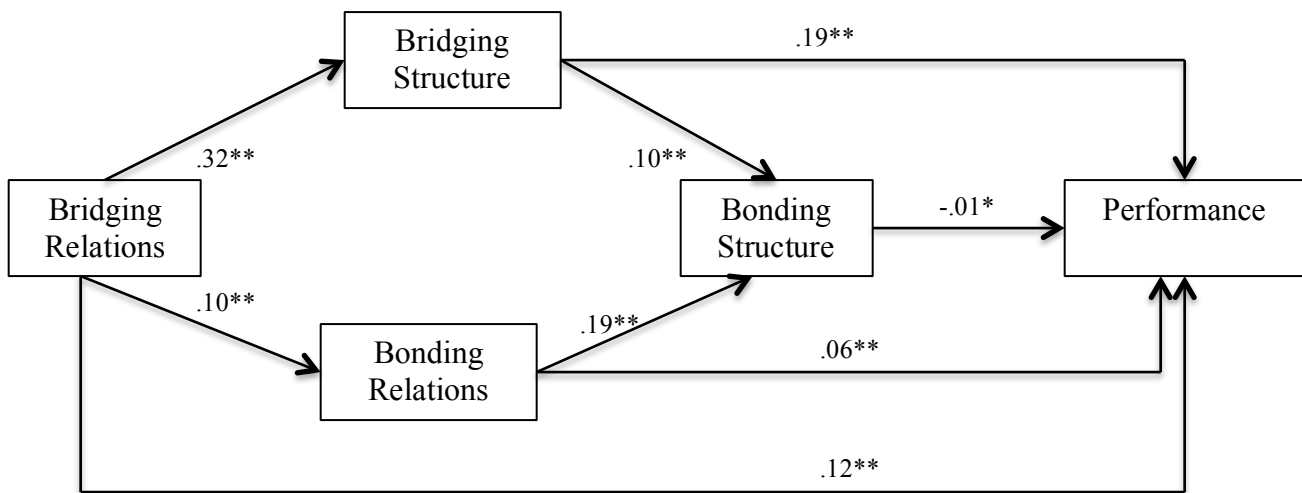 Bridging
Structure
.19**
.32**
.10**
Bridging
Relations
Bonding
Structure
-.01*
Performance
.10**
.19**
Bonding
Relations
.06**
.12**